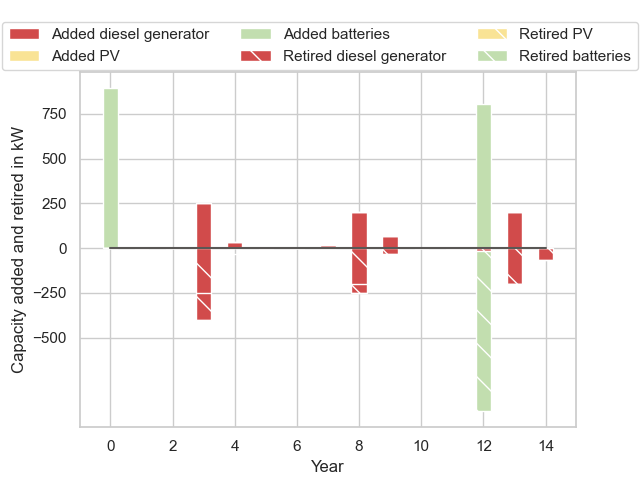 Added diesel generator Added batteries Retired PV
Added PV Retired diesel generator Retired batteries
750
500
250
0
−250
−500
Capacity added and retired in kW
0 2 4 6 8 10 12 14
Year